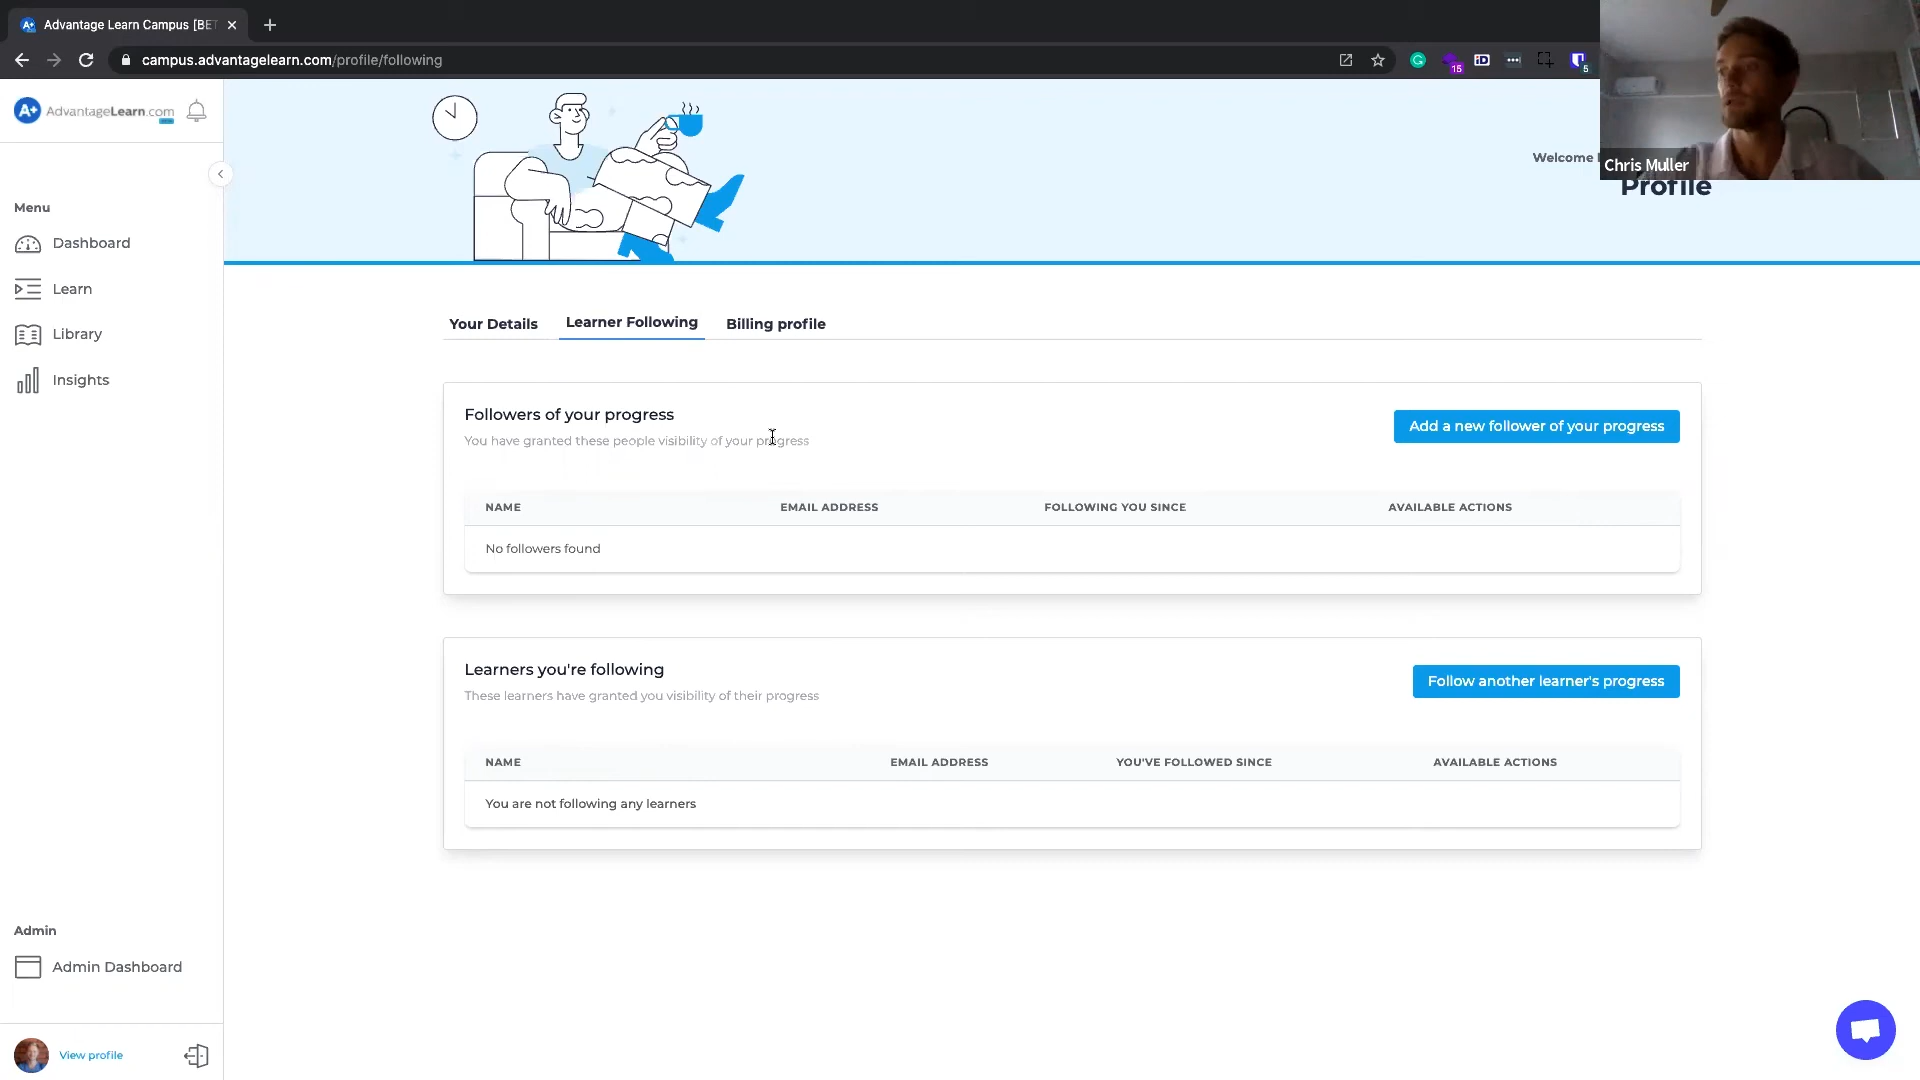 Advantage Learn Campus [BET
campus.advantagelearn.com/profile/following
15
iD
5
A+ AdvantageLearn.com
Welcome
Chris Muller
Profile
Menu
Dashboard
Learn
Library
Insights
Your Details
Learner Following
Billing profile
Followers of your progress
You have granted these people visibility of your progress
Add a new follower of your progress
NAME
EMAIL ADDRESS
FOLLOWING YOU SINCE
AVAILABLE ACTIONS
No followers found
Learners you're following
These learners have granted you visibility of their progress
Follow another learner's progress
NAME
EMAIL ADDRESS
YOU'VE FOLLOWED SINCE
AVAILABLE ACTIONS
You are not following any learners
Admin
Admin Dashboard
View profile